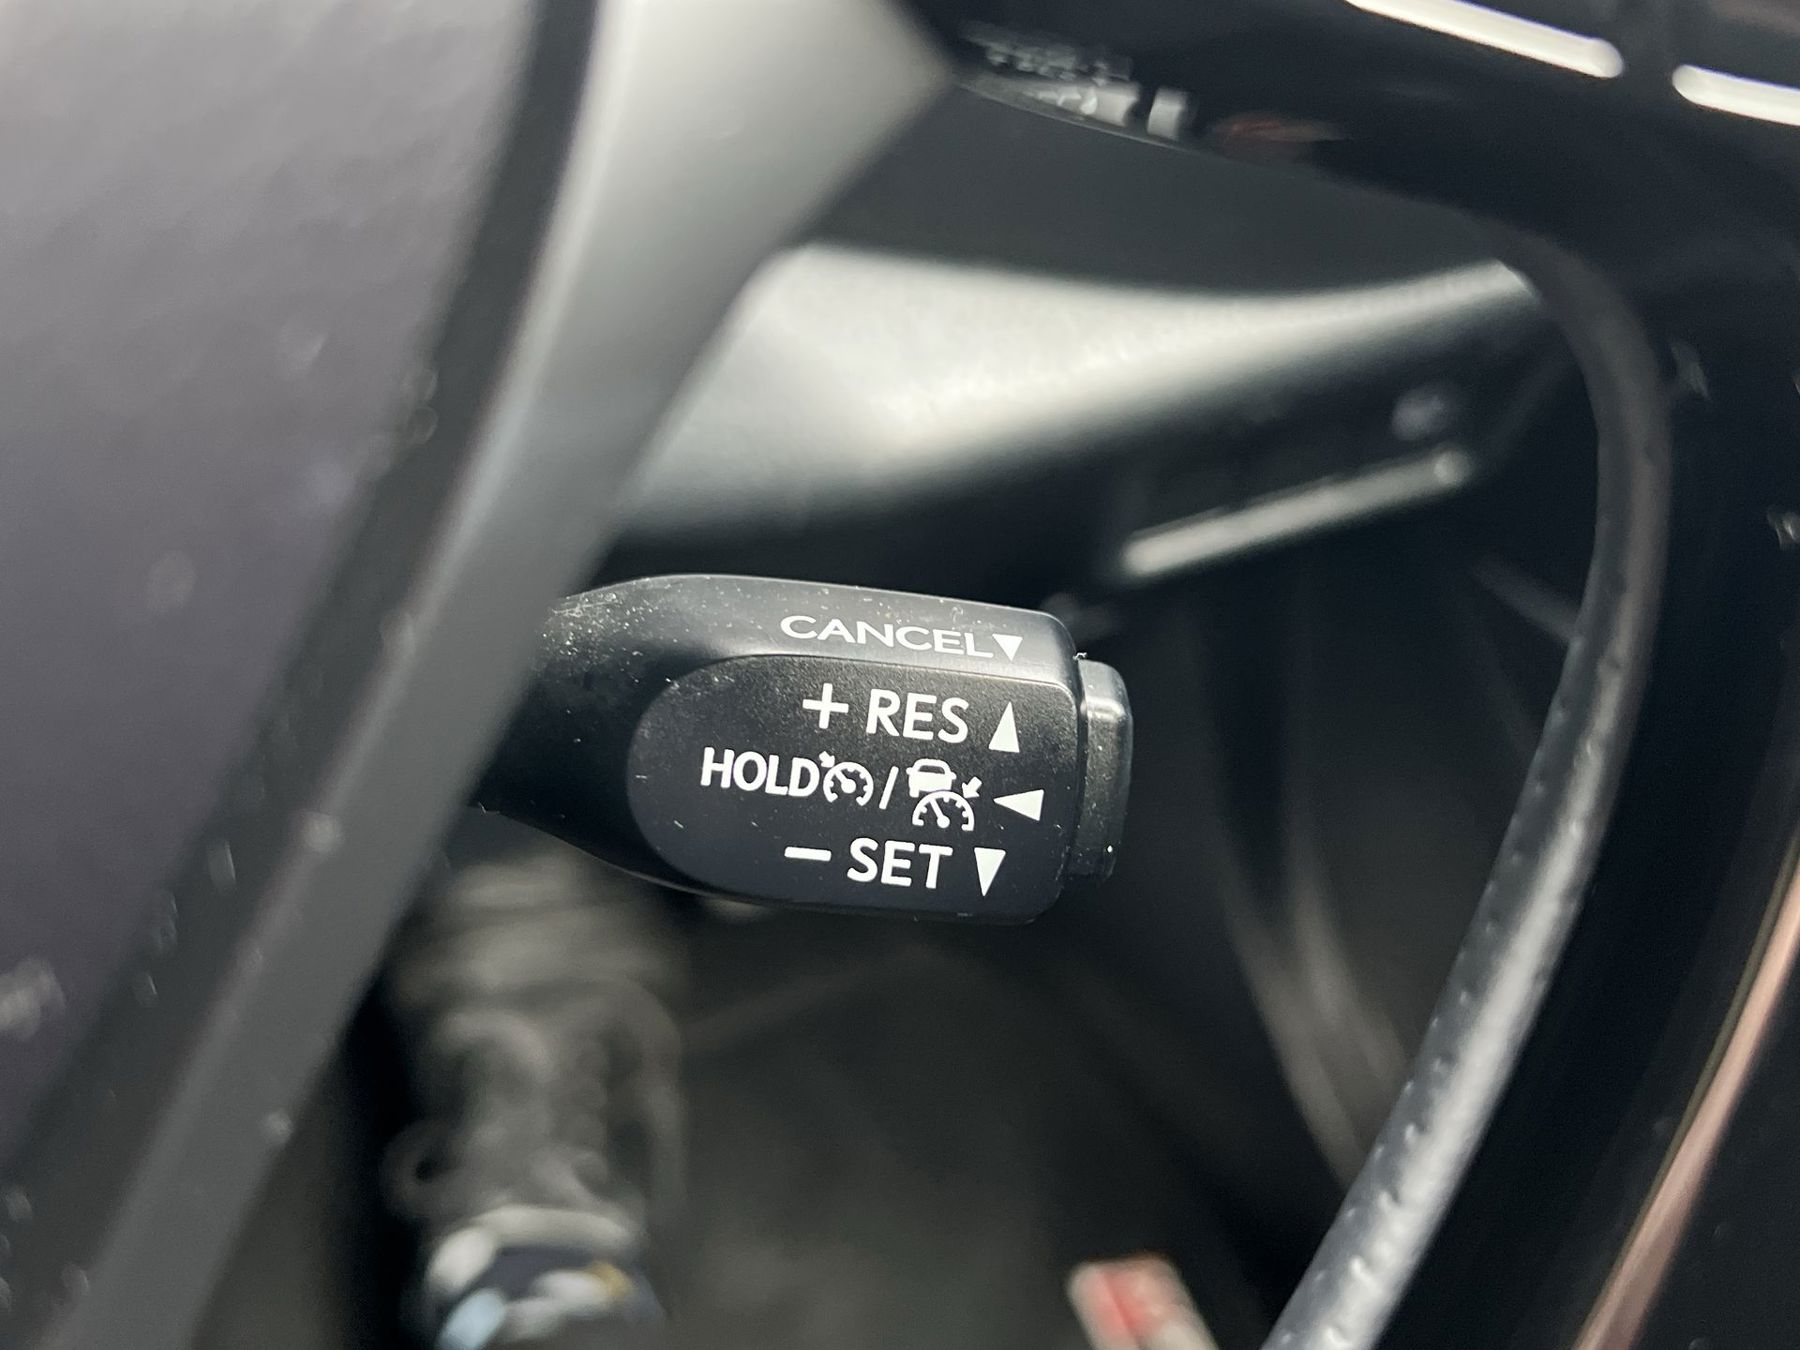 CANCEL▼
+ RES ▲
HOLD / ◀
− SET ▼